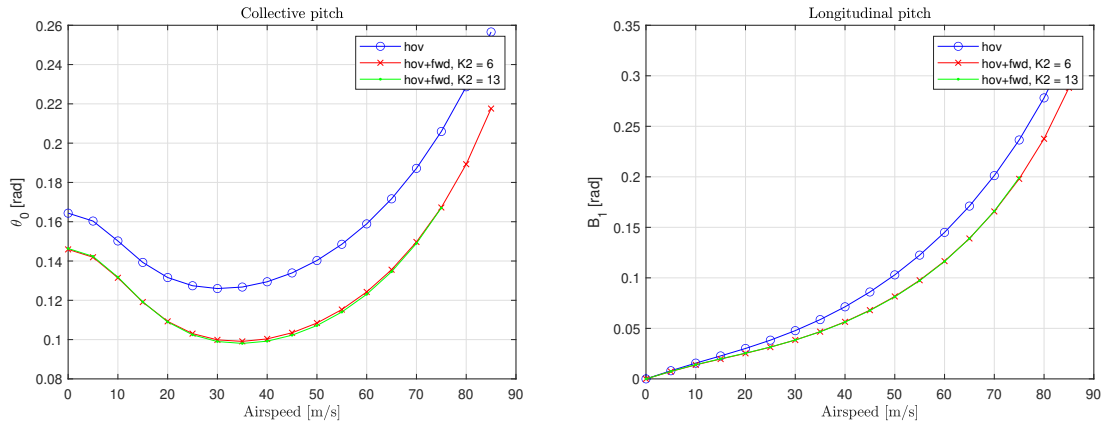 Collective pitch
0.26
0.24
0.22
0.2
0.18
0.16
0.14
0.12
0.1
0.08
θ0 [rad]
0 10 20 30 40 50 60 70 80 90
Airspeed [m/s]
hov
hov+fwd, K2 = 6
hov+fwd, K2 = 13
Longitudinal pitch
0.35
0.3
0.25
0.2
0.15
0.1
0.05
0
B1 [rad]
0 10 20 30 40 50 60 70 80 90
Airspeed [m/s]
hov
hov+fwd, K2 = 6
hov+fwd, K2 = 13